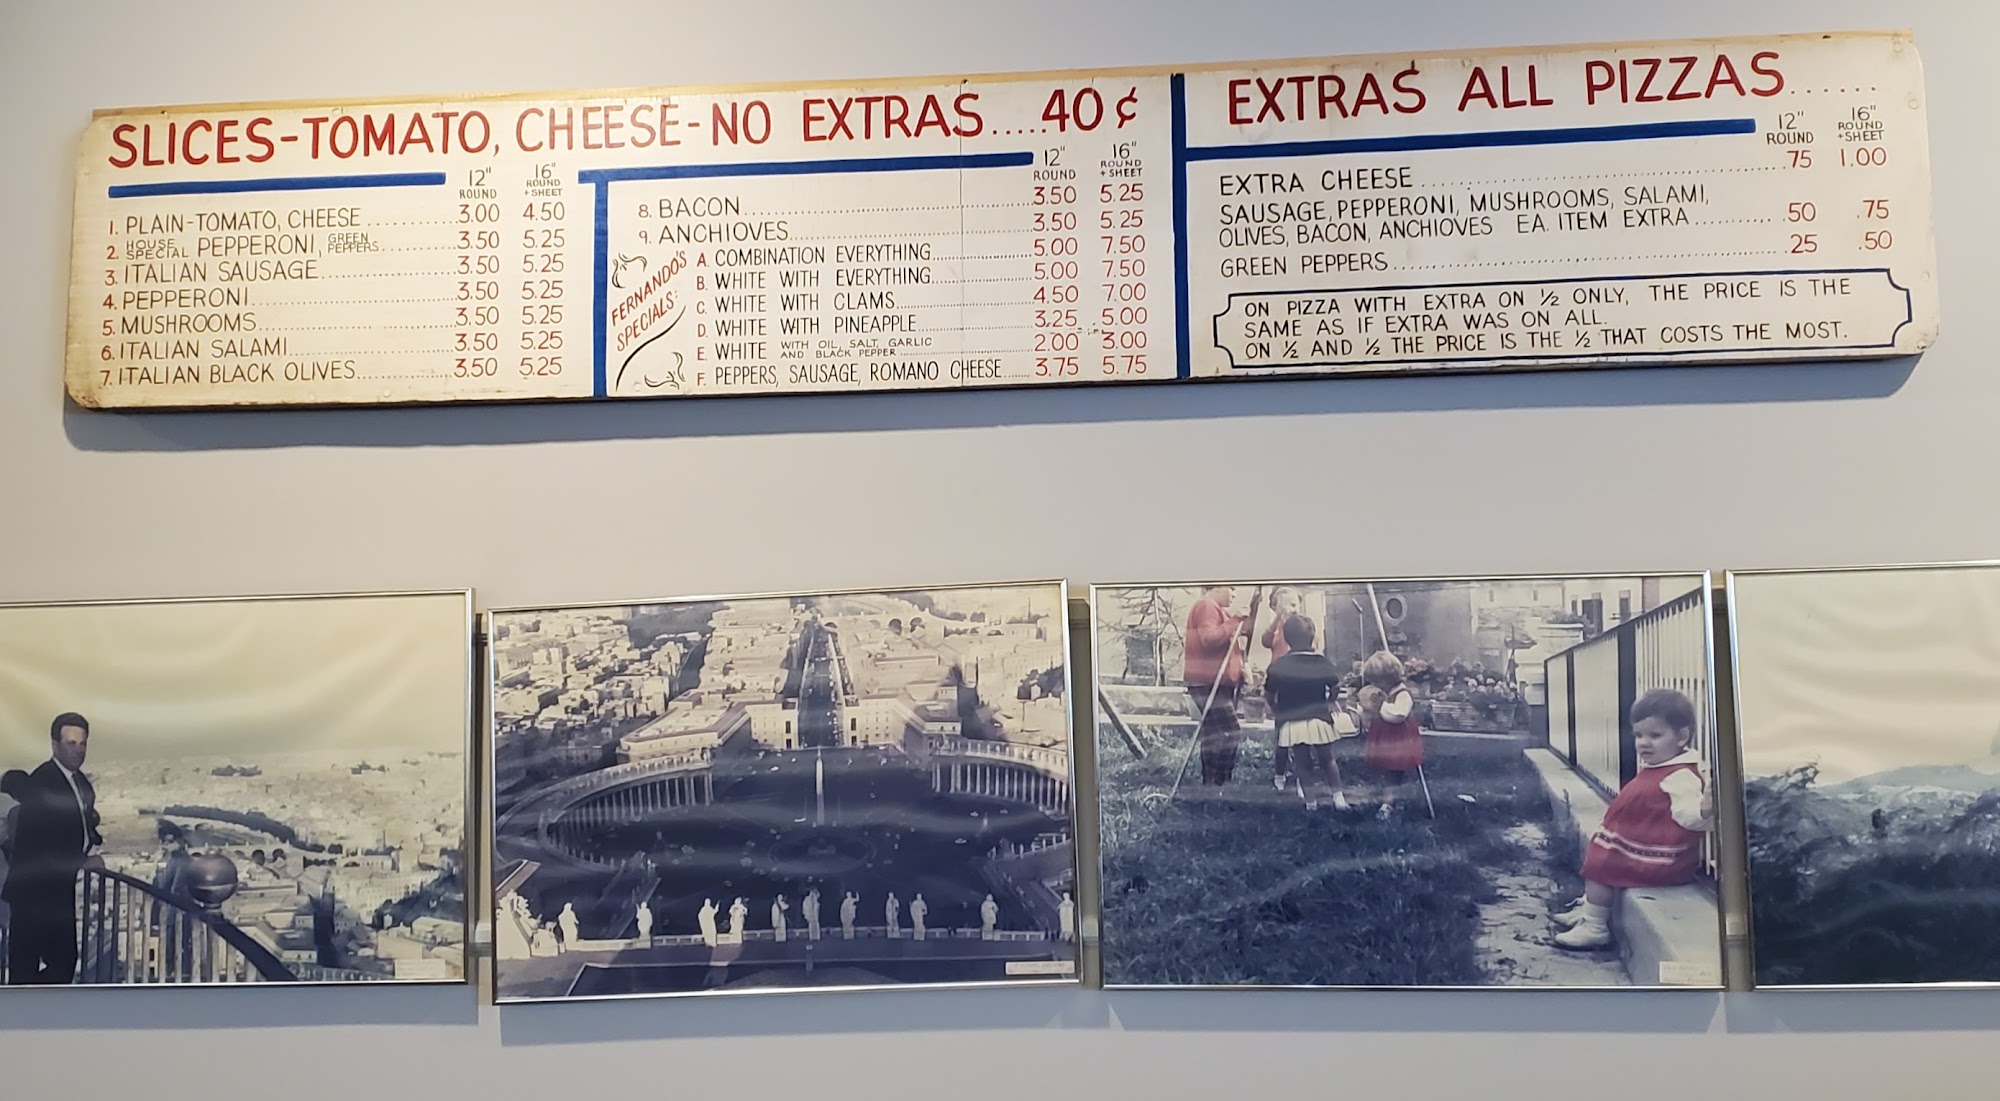 SLICES-TOMATO, CHEESE-NO EXTRAS.....40¢
12" ROUND 16" ROUND + SHEET
1. PLAIN-TOMATO, CHEESE 3.00 4.50
2. HOUSE SPECIAL PEPPERONI, GREEN PEPPERS 3.50 5.25
3. ITALIAN SAUSAGE 3.50 5.25
4. PEPPERONI 3.50 5.25
5. MUSHROOMS 3.50 5.25
6. ITALIAN SALAMI 3.50 5.25
7. ITALIAN BLACK OLIVES 3.50 5.25
12" ROUND 16" ROUND + SHEET
8. BACON 3.50 5.25
9. ANCHIOVES 3.50 5.25
FERNANDO'S SPECIALS:
A. COMBINATION EVERYTHING 5.00 7.50
B. WHITE WITH EVERYTHING 5.00 7.50
C. WHITE WITH CLAMS 4.50 7.00
D. WHITE WITH PINEAPPLE 3.25 5.00
E. WHITE WITH OIL, SALT, GARLIC AND BLACK PEPPER 2.00 3.00
F. PEPPERS, SAUSAGE, ROMANO CHEESE 3.75 5.75
EXTRAS ALL PIZZAS......
12" ROUND 16" ROUND + SHEET
EXTRA CHEESE .75 1.00
SAUSAGE, PEPPERONI, MUSHROOMS, SALAMI,
OLIVES, BACON, ANCHIOVES EA. ITEM EXTRA .50 .75
GREEN PEPPERS .25 .50
ON PIZZA WITH EXTRA ON ½ ONLY, THE PRICE IS THE
SAME AS IF EXTRA WAS ON ALL.
ON ½ AND ½ THE PRICE IS THE ½ THAT COSTS THE MOST.